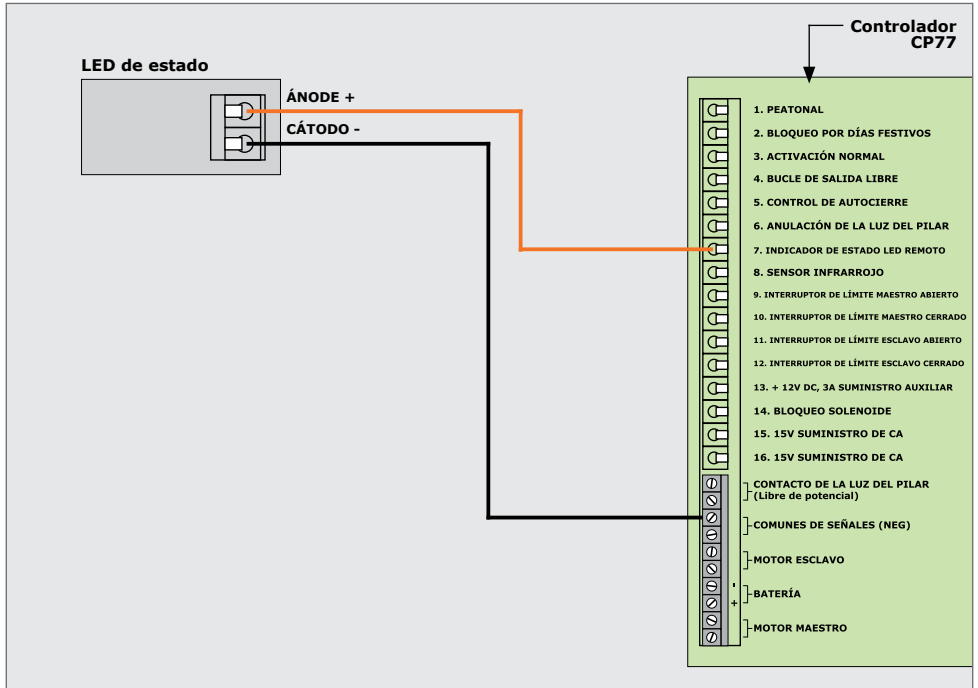 Controlador
CP77
LED de estado
ÁNODE +
CÁTODO -
1. PEATONAL
2. BLOQUEO POR DÍAS FESTIVOS
3. ACTIVACIÓN NORMAL
4. BUCLE DE SALIDA LIBRE
5. CONTROL DE AUTOCIERRE
6. ANULACIÓN DE LA LUZ DEL PILAR
7. INDICADOR DE ESTADO LED REMOTO
8. SENSOR INFRARROJO
9. INTERRUPTOR DE LÍMITE MAESTRO ABIERTO
10. INTERRUPTOR DE LÍMITE MAESTRO CERRADO
11. INTERRUPTOR DE LÍMITE ESCLAVO ABIERTO
12. INTERRUPTOR DE LÍMITE ESCLAVO CERRADO
13. + 12V DC, 3A SUMINISTRO AUXILIAR
14. BLOQUEO SOLENOIDE
15. 15V SUMINISTRO DE CA
16. 15V SUMINISTRO DE CA
CONTACTO DE LA LUZ DEL PILAR
(Libre de potencial)
COMUNES DE SEÑALES (NEG)
MOTOR ESCLAVO
-
BATERÍA
+
MOTOR MAESTRO